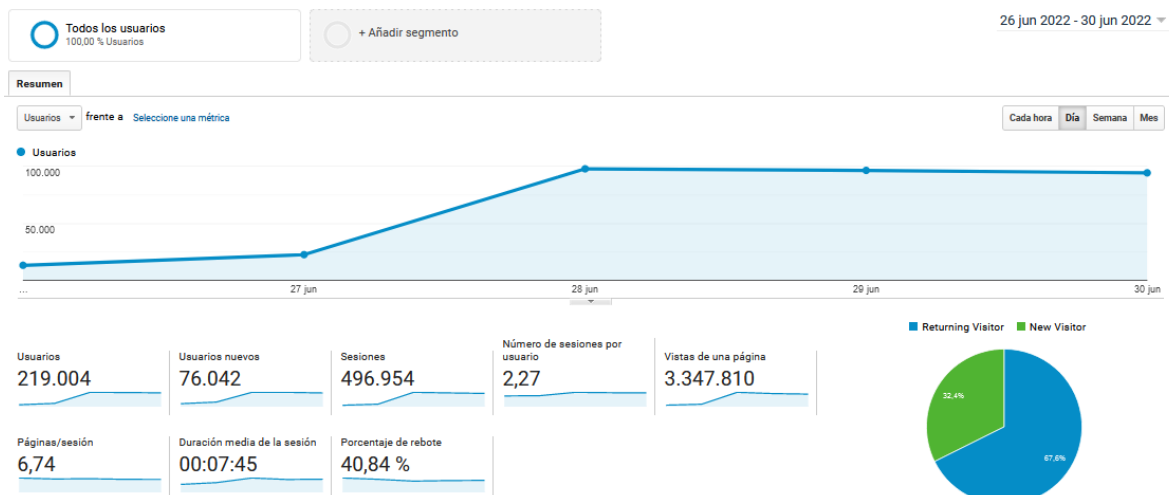 Todos los usuarios
100,00 % Usuarios
+ Añadir segmento
26 jun 2022 - 30 jun 2022
Resumen
Usuarios frente a Seleccione una métrica
Cada hora Día Semana Mes
Usuarios
100.000
50.000
... 27 jun 28 jun 29 jun 30 jun
Returning Visitor New Visitor
Usuarios
219.004
Usuarios nuevos
76.042
Sesiones
496.954
Número de sesiones por
usuario
2,27
Vistas de una página
3.347.810
Páginas/sesión
6,74
Duración media de la sesión
00:07:45
Porcentaje de rebote
40,84 %
32,4%
67,6%